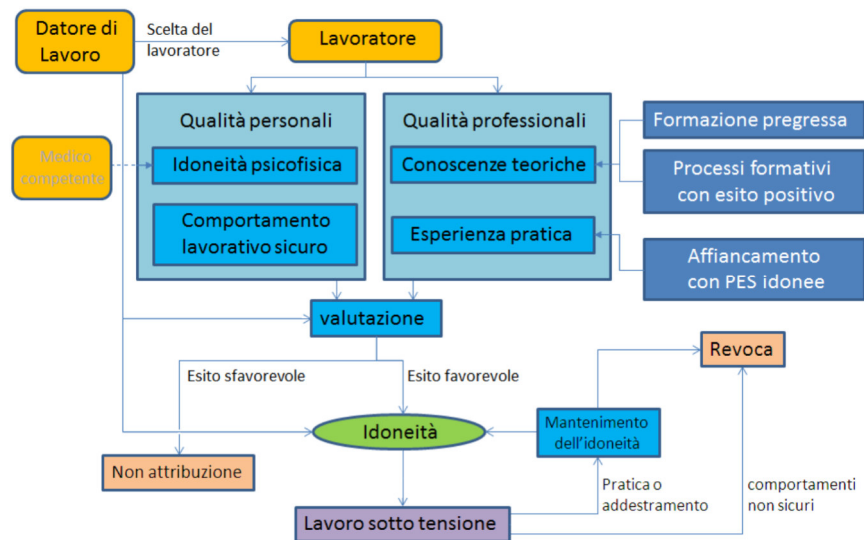 Datore di
Lavoro
Scelta del
lavoratore
Lavoratore
Qualità personali
Qualità professionali
Formazione pregressa
Medico
competente
Idoneità psicofisica
Conoscenze teoriche
Processi formativi
con esito positivo
Comportamento
lavorativo sicuro
Esperienza pratica
Affiancamento
con PES idonee
valutazione
Revoca
Esito sfavorevole
Esito favorevole
Idoneità
Mantenimento
dell'idoneità
Non attribuzione
Pratica o
addestramento
comportamenti
non sicuri
Lavoro sotto tensione